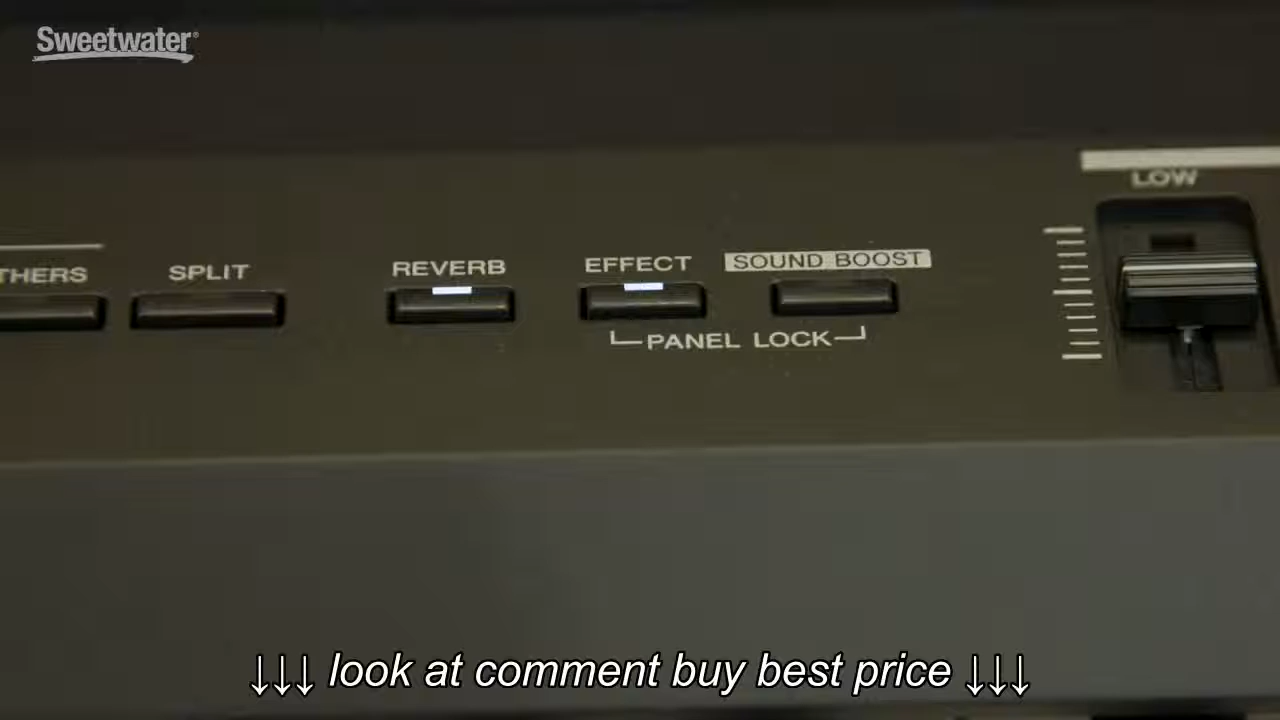 Sweetwater®
LOW
THERS SPLIT REVERB EFFECT SOUND BOOST
PANEL LOCK
↓↓↓ look at comment buy best price ↓↓↓